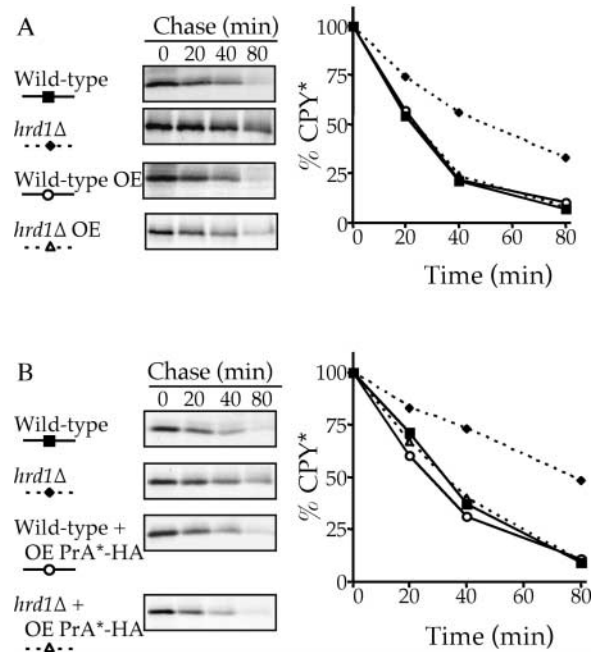 A
Chase (min)
0 20 40 80
Wild-type
hrd1Δ
Wild-type OE
hrd1Δ OE
% CPY*
100
75
50
25
0
0 20 40 60 80
Time (min)
B
Chase (min)
0 20 40 80
Wild-type
hrd1Δ
Wild-type +
OE PrA*-HA
hrd1Δ +
OE PrA*-HA
% CPY*
100
75
50
25
0
0 20 40 60 80
Time (min)